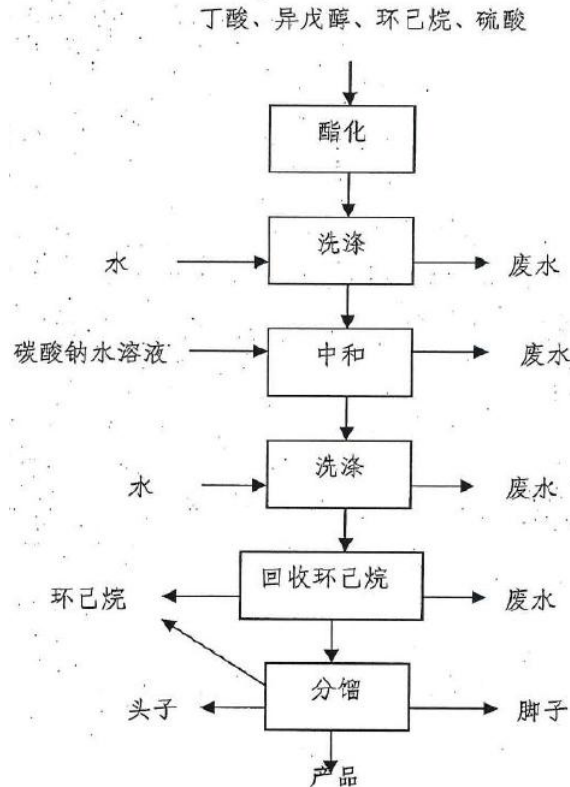 丁酸、异戊醇、环己烷、硫酸
酯化
洗涤
水
废水
碳酸钠水溶液
中和
废水
水
洗涤
废水
环己烷
回收环己烷
废水
头子
分馏
脚子
产品